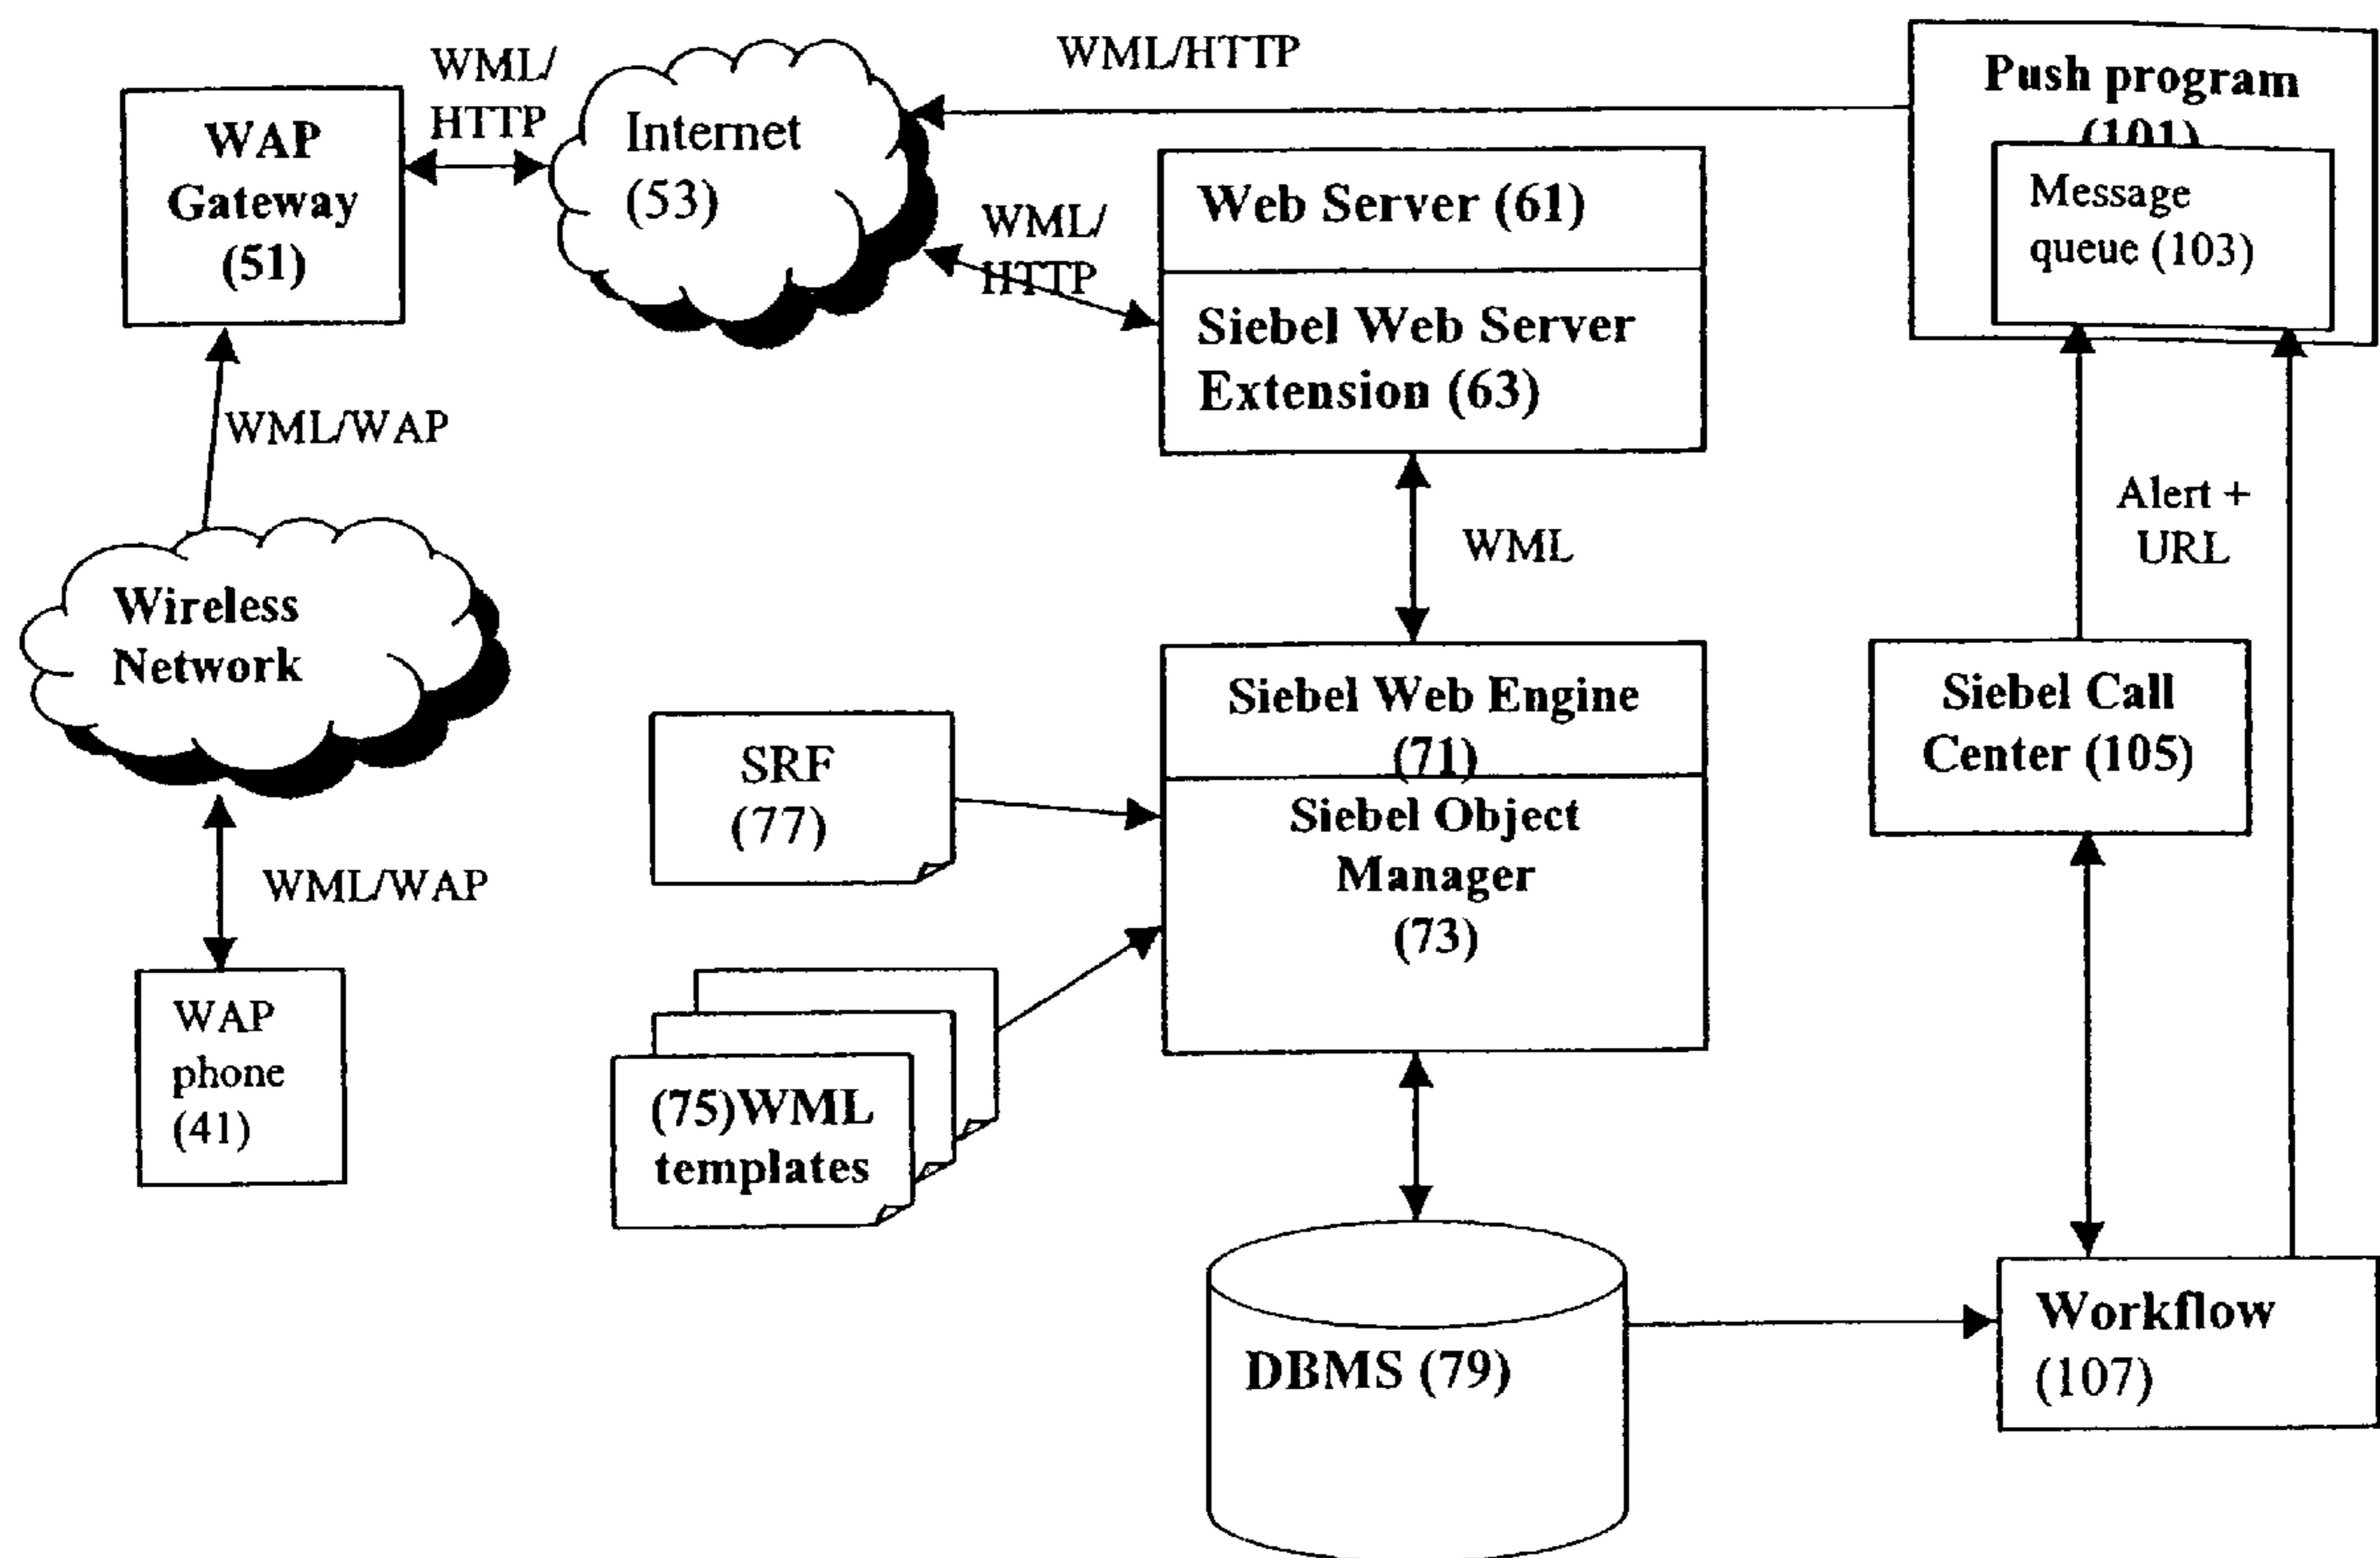 WML/
HTTP
WML/HTTP
Push program
(101)
WAP
Gateway
(51)
Internet
(53)
Message
queue (103)
Web Server (61)
WML/
HTTP
Siebel Web Server
Extension (63)
WML/WAP
Alert +
URL
WML
Wireless
Network
Siebel Web Engine
(71)
Siebel Call
Center (105)
SRF
(77)
Siebel Object
Manager
(73)
WML/WAP
WAP
phone
(41)
(75)WML
templates
DBMS (79)
Workflow
(107)